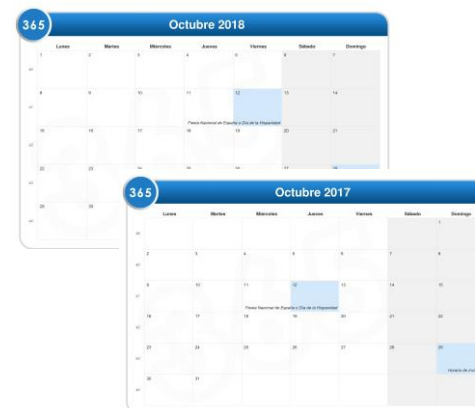 365 Octubre 2018
Lunes Martes Miércoles Jueves Viernes Sábado Domingo
1 2 3 4 5 6 7
8 9 10 11 12 13 14
Fiesta Nacional de España o Día de la Hispanidad
15 16 17 18 19 20 21
22 23
29 30
365 Octubre 2017
Lunes Martes Miércoles Jueves Viernes Sábado Domingo
1
2 3 4 5 6 7 8
9 10 11 12 13 14 15
Fiesta Nacional de España o Día de la Hispanidad
16 17 18 19 20 21 22
23 24 25 26 27 28 29
Horario de
30 31